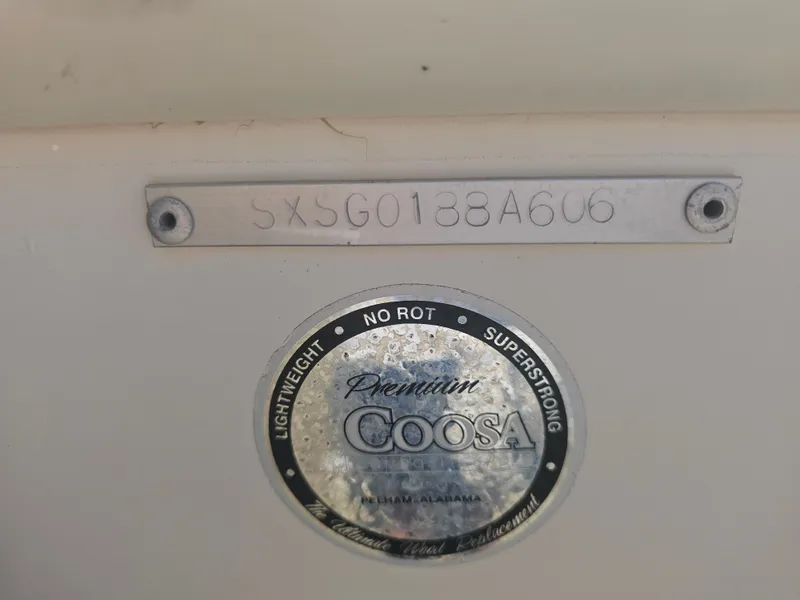 SXSG0188A606
LIGHTWEIGHT • NO ROT • SUPERSTRONG
Premium
COOSA
PELHAM, ALABAMA
The Ultimate Wood Replacement